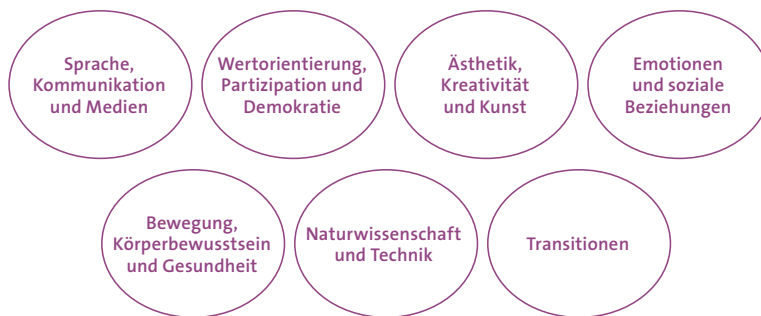 Sprache,
Kommunikation
und Medien
Wertorientierung,
Partizipation und
Demokratie
Ästhetik,
Kreativität
und Kunst
Emotionen
und soziale
Beziehungen
Bewegung,
Körperbewusstsein
und Gesundheit
Naturwissenschaft
und Technik
Transitionen